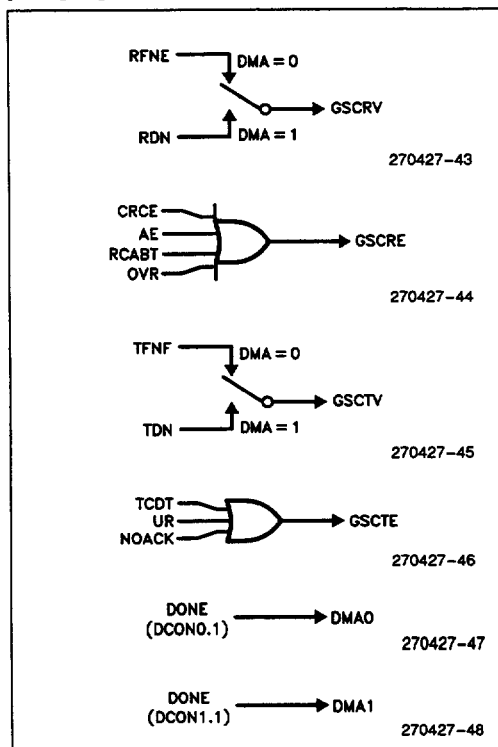 RFNE
DMA = 0
GSCRV
RDN
DMA = 1
270427-43
CRCE
AE
RCABT
OVR
GSCRE
270427-44
TFNF
DMA = 0
GSCTV
TDN
DMA = 1
270427-45
TCDT
UR
NOACK
GSCTE
270427-46
DONE
(DCON0.1)
DMA0
270427-47
DONE
(DCON1.1)
DMA1
270427-48